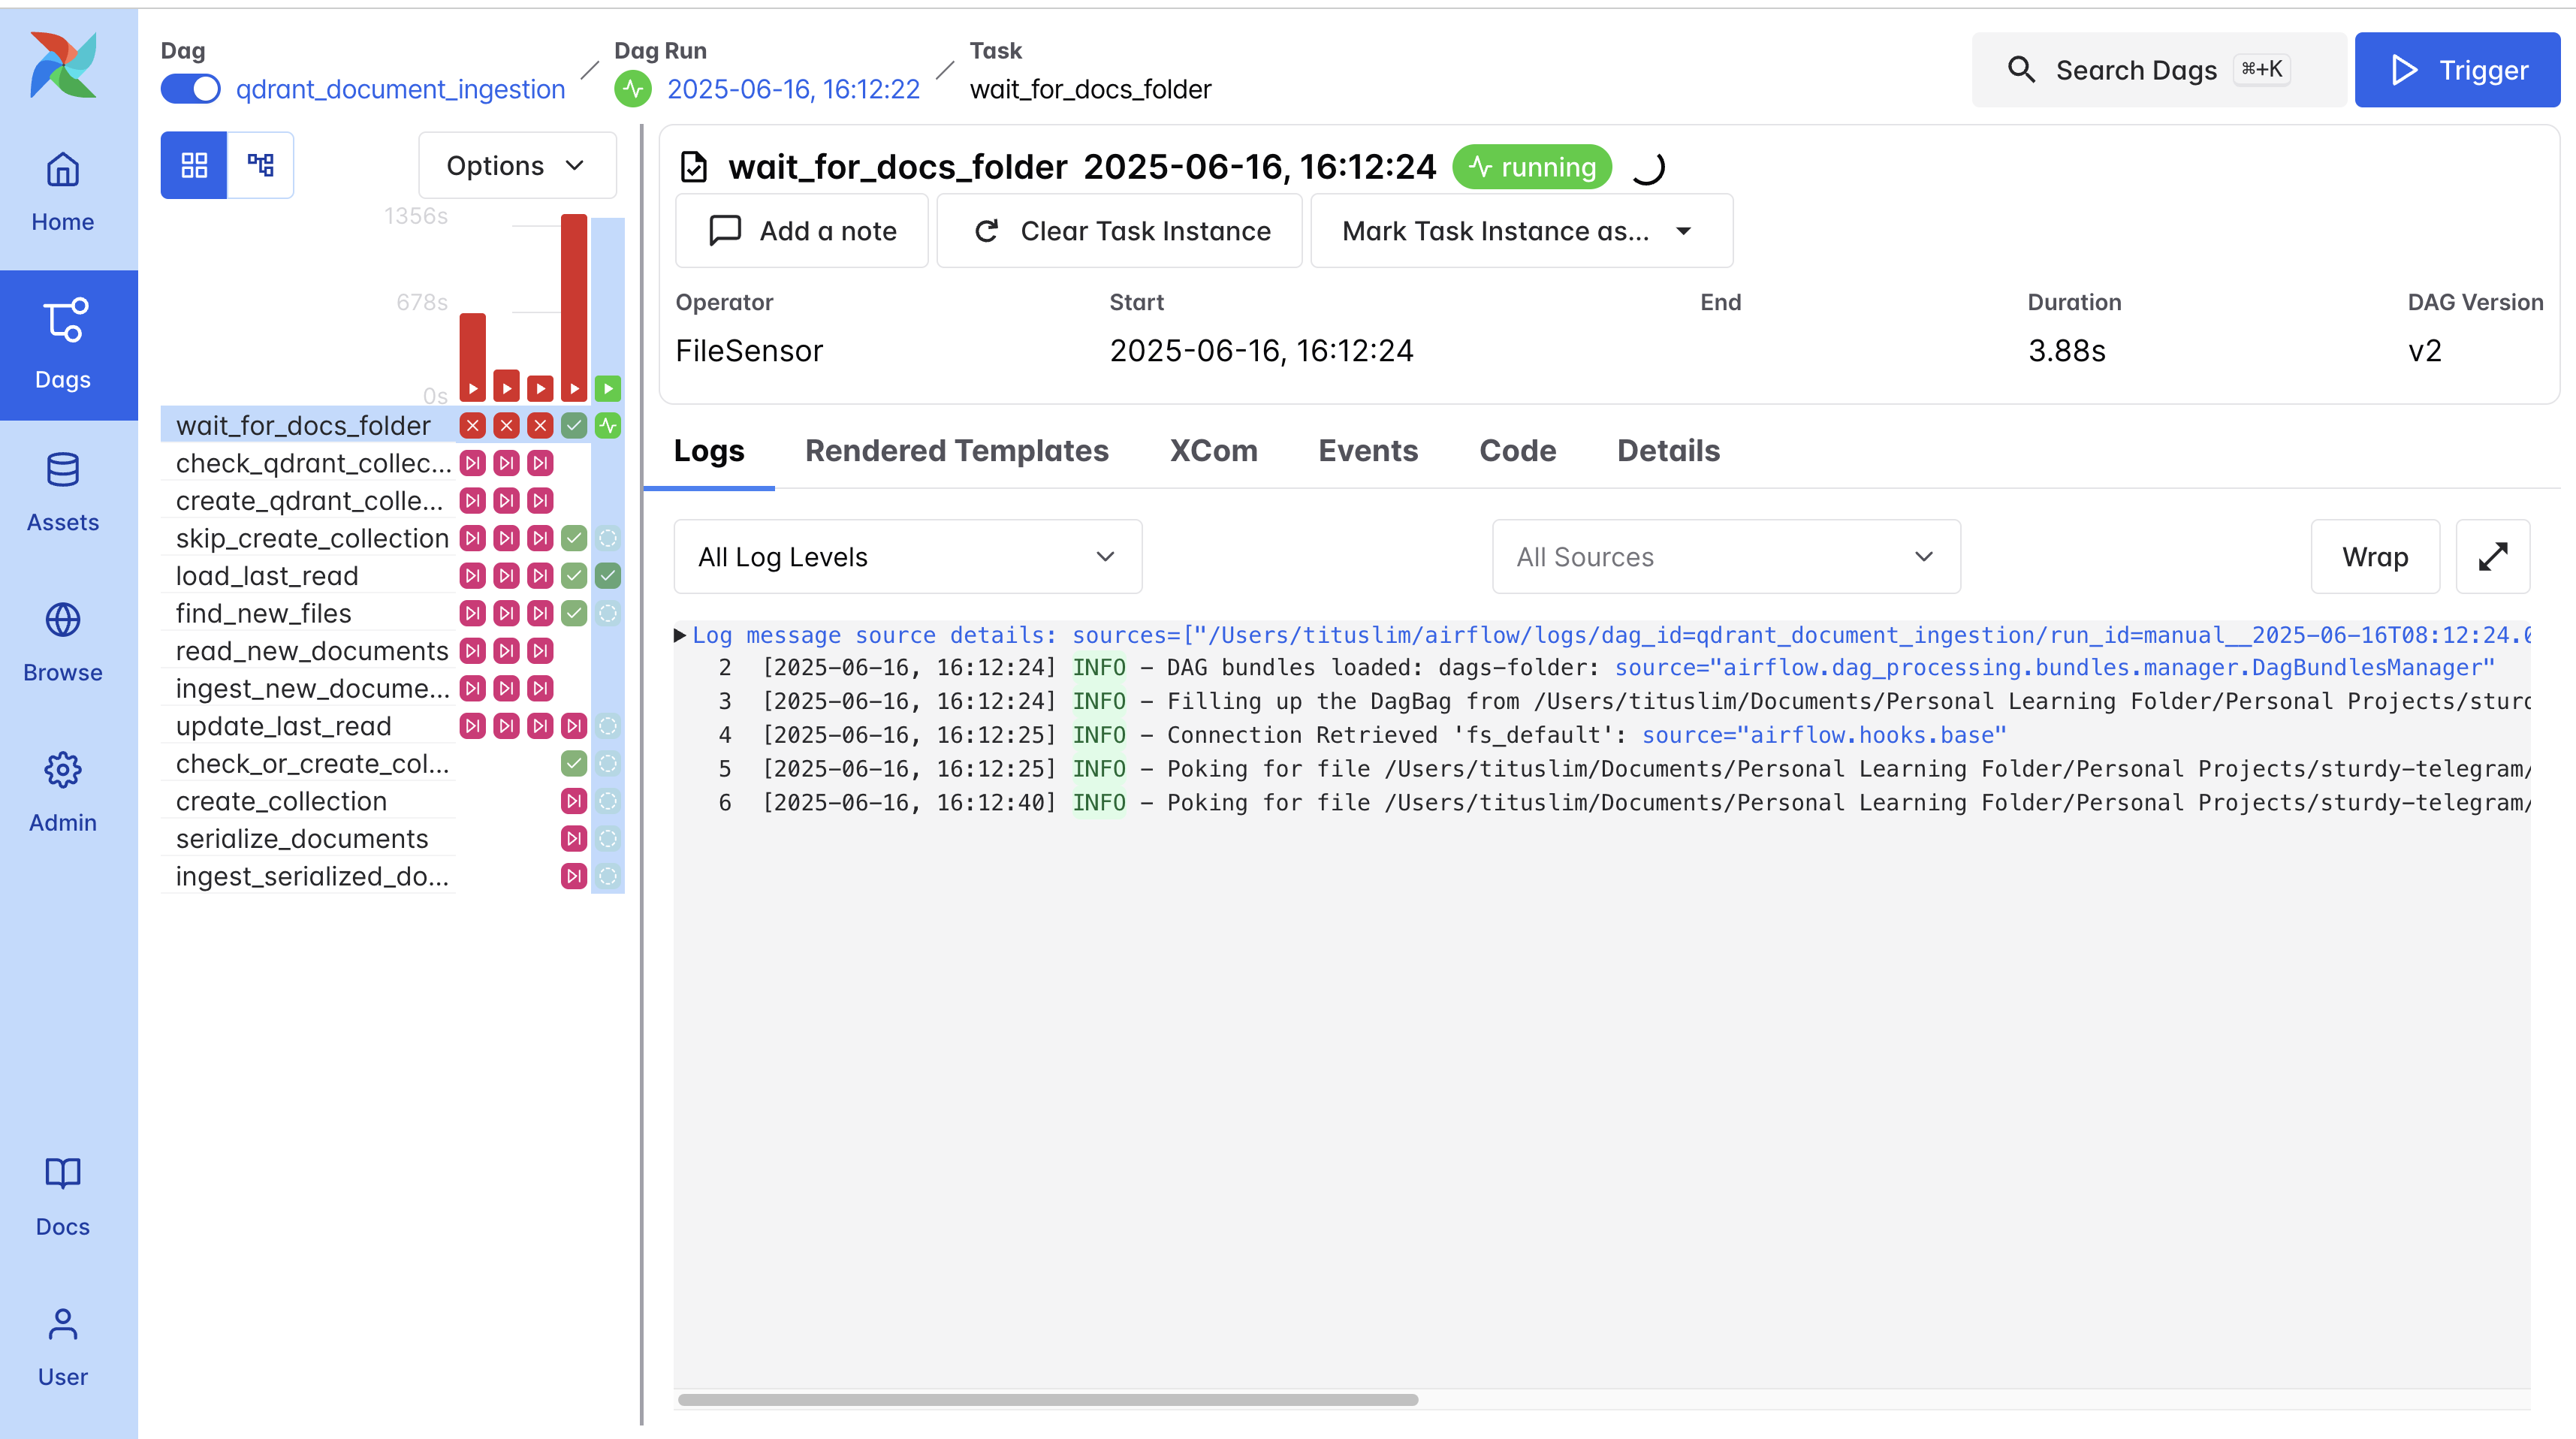 Dag
qdrant_document_ingestion
Dag Run
2025-06-16, 16:12:22
Task
wait_for_docs_folder
Search Dags ⌘+K
Trigger
Home
Dags
Assets
Browse
Admin
Docs
User
Options
1356s
678s
0s
wait_for_docs_folder
check_qdrant_collec...
create_qdrant_colle...
skip_create_collection
load_last_read
find_new_files
read_new_documents
ingest_new_docume...
update_last_read
check_or_create_col...
create_collection
serialize_documents
ingest_serialized_do...
wait_for_docs_folder 2025-06-16, 16:12:24 running
Add a note
Clear Task Instance
Mark Task Instance as...
Operator Start End Duration DAG Version
FileSensor 2025-06-16, 16:12:24 3.88s v2
Logs Rendered Templates XCom Events Code Details
All Log Levels
All Sources
Wrap
Log message source details: sources=["/Users/tituslim/airflow/logs/dag_id=qdrant_document_ingestion/run_id=manual__2025-06-16T08:12:24.0
2 [2025-06-16, 16:12:24] INFO - DAG bundles loaded: dags-folder: source="airflow.dag_processing.bundles.manager.DagBundlesManager"
3 [2025-06-16, 16:12:24] INFO - Filling up the DagBag from /Users/tituslim/Documents/Personal Learning Folder/Personal Projects/sturd
4 [2025-06-16, 16:12:25] INFO - Connection Retrieved 'fs_default': source="airflow.hooks.base"
5 [2025-06-16, 16:12:25] INFO - Poking for file /Users/tituslim/Documents/Personal Learning Folder/Personal Projects/sturdy-telegram/
6 [2025-06-16, 16:12:40] INFO - Poking for file /Users/tituslim/Documents/Personal Learning Folder/Personal Projects/sturdy-telegram/